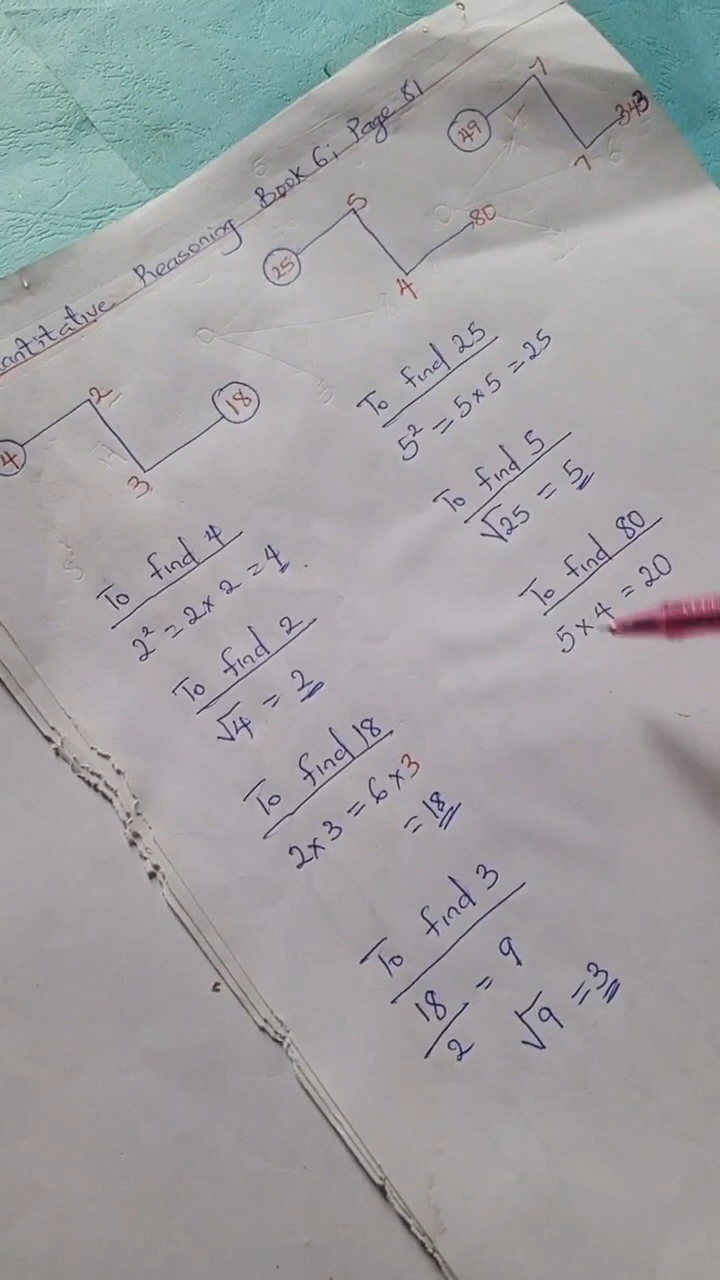 Reasoning Book 6; Page 81
4
2
3
18
25
5
4
80
49
7
7
343
To find 4
2² = 2 × 2 = 4.
To find 2
√4 = 2
To find 18
2×3 = 6 × 3
= 18
To find 3
18/2 = 9
√9 = 3
To find 25
5² = 5×5 = 25
To find 5
√25 = 5
To find 80
5 × 4 = 20